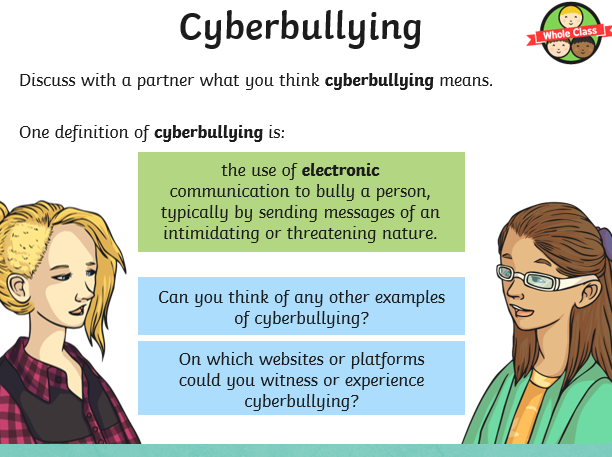 Cyberbullying
Whole Class
Discuss with a partner what you think cyberbullying means.
One definition of cyberbullying is:
the use of electronic
communication to bully a person,
typically by sending messages of an
intimidating or threatening nature.
Can you think of any other examples
of cyberbullying?
On which websites or platforms
could you witness or experience
cyberbullying?